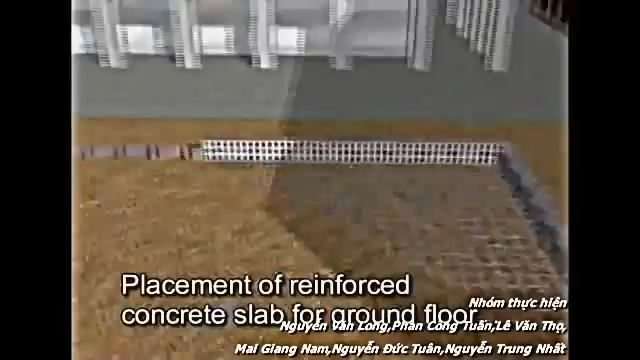 Placement of reinforced
concrete slab for ground floor
Nhóm thực hiện
Nguyễn Văn Long,Phan Công Tuấn,Lê Văn Thọ,
Mai Giang Nam,Nguyễn Đức Tuân,Nguyễn Trung Nhất